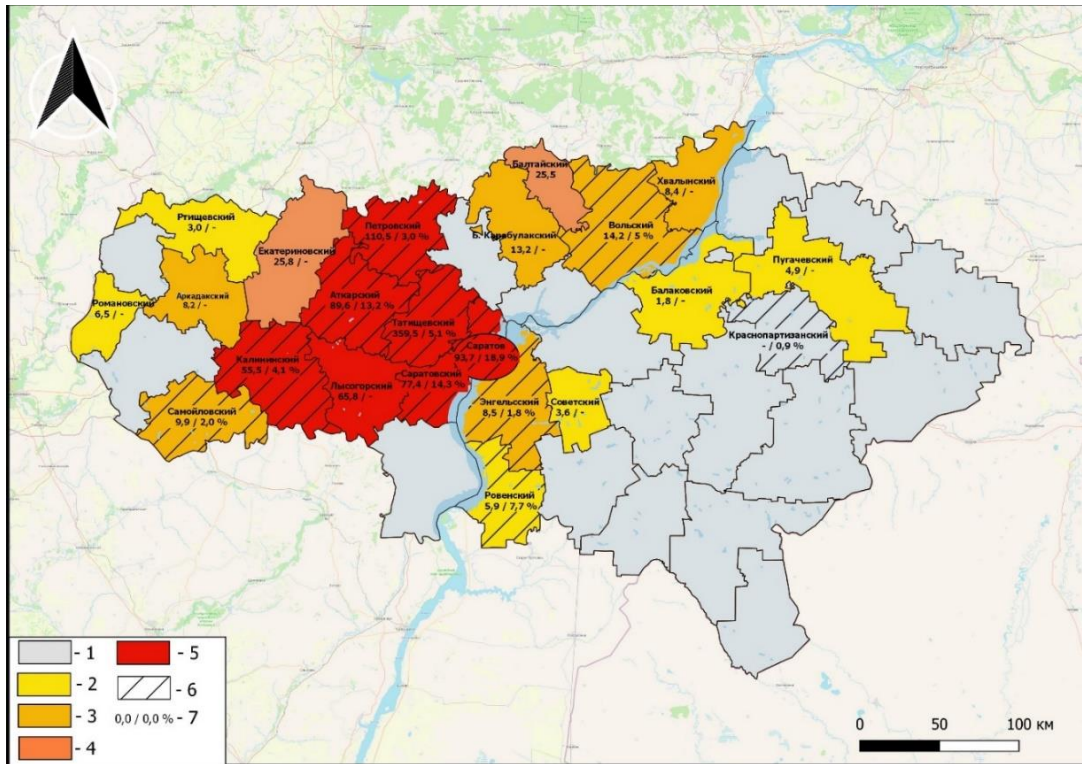 Балтайский
25,5
Хвалынский
8,4 / -
Ртищевский
3,0 / -
Петровский
110,5 / 3,0 %
Вольский
14,2 / 5 %
Б. Карабулакский
13,2 / -
Екатериновский
25,8 / -
Пугачевский
4,9 / -
Аркадакский
8,2 / -
Романовский
6,5 / -
Аткарский
89,6 / 13,2 %
Балаковский
1,8 / -
Татищевский
359,5 / 5,1 %
Краснопартизанский
- / 0,9 %
Саратов
93,7 / 18,9 %
Калининский
55,5 / 4,1 %
Саратовский
77,4 / 14,3 %
Лысогорский
65,8 / -
Энгельсский
8,5 / 1,8 %
Советский
3,6 / -
Самойловский
9,9 / 2,0 %
Ровенский
5,9 / 7,7 %
- 1
- 5
- 2
- 6
- 3
0,0 / 0,0 % - 7
- 4
0 50 100 км